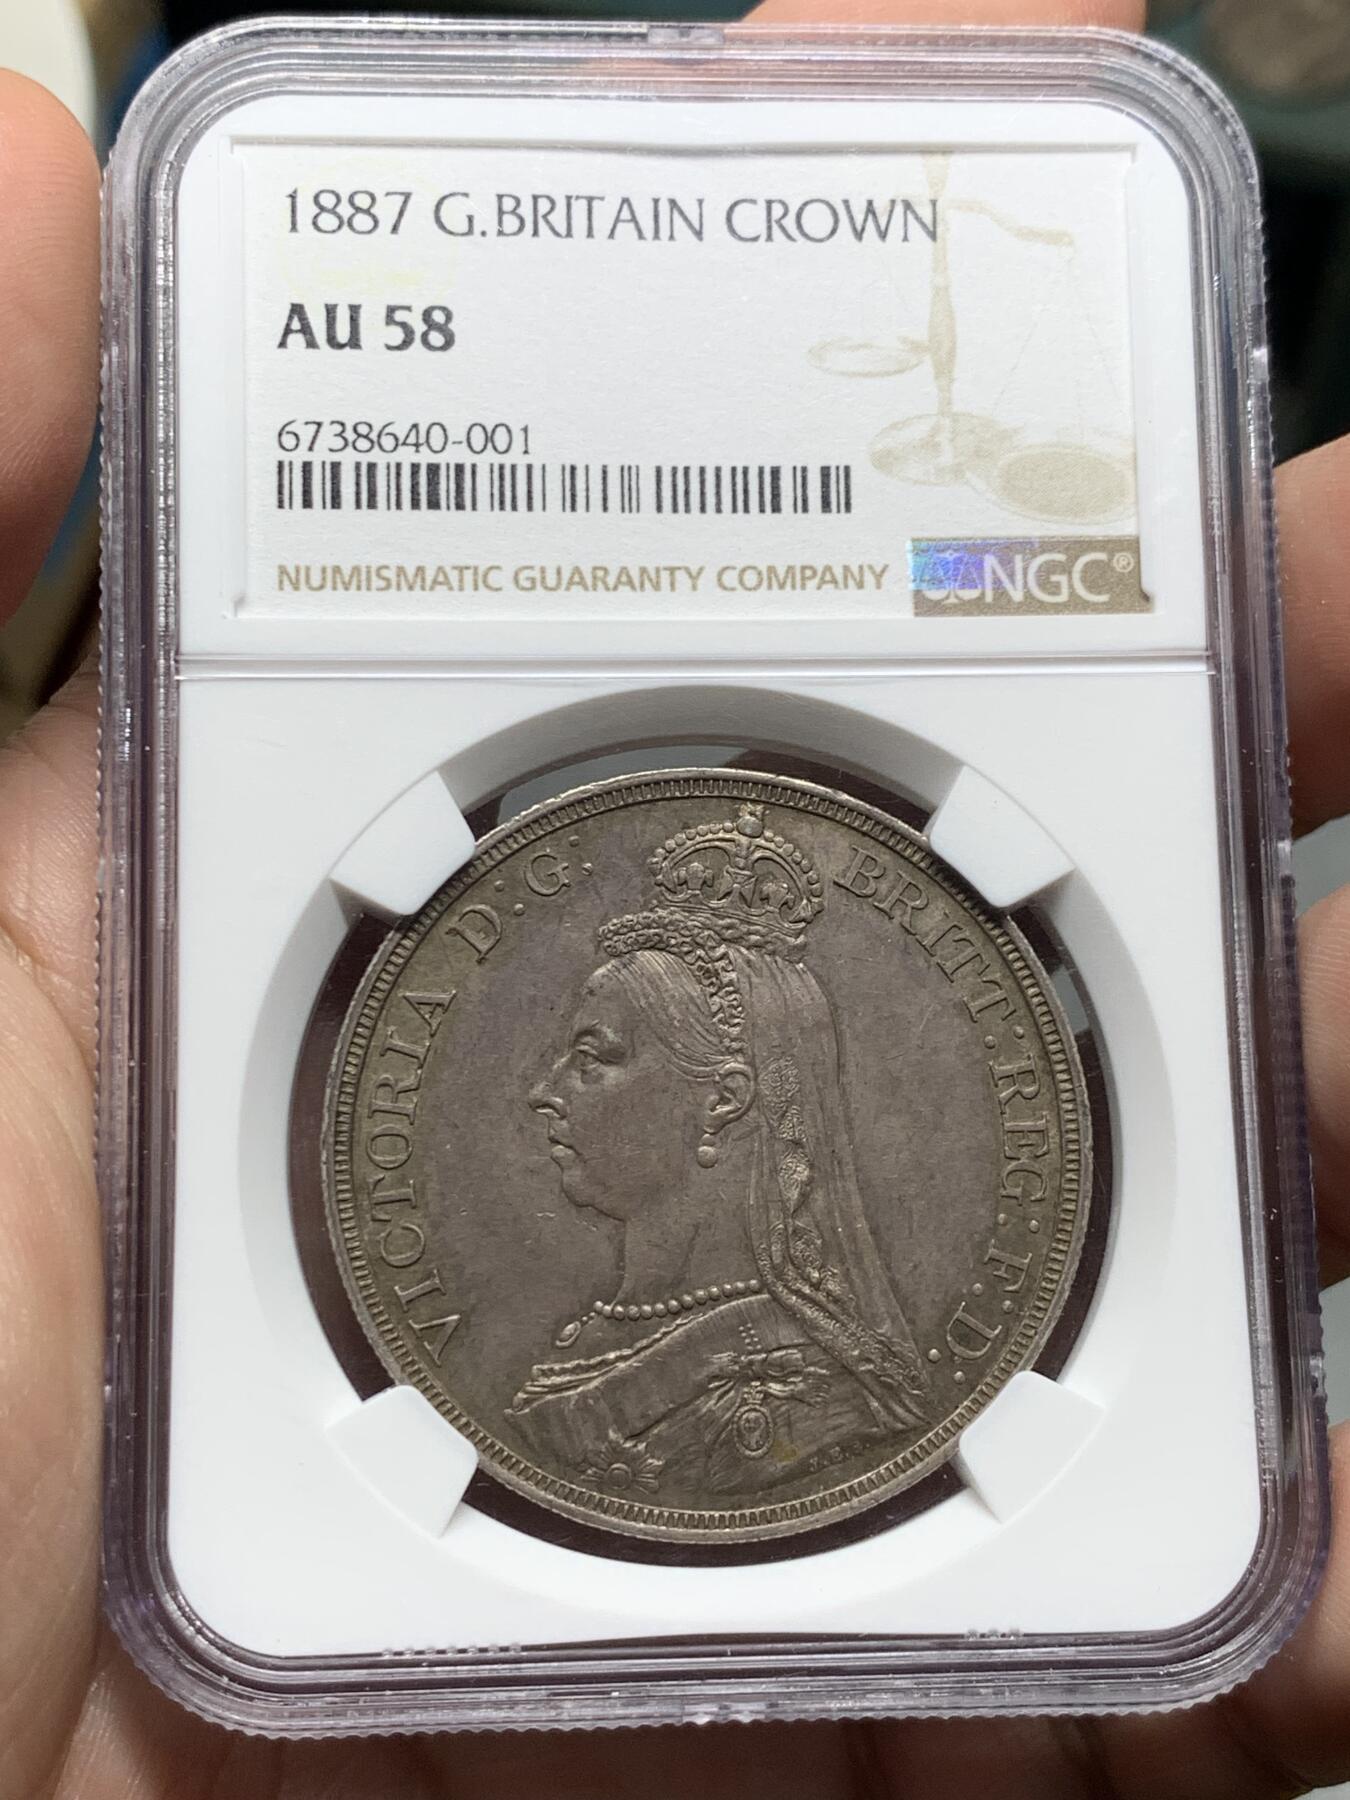 1887 G.BRITAIN CROWN
AU 58
6738640-001
NUMISMATIC GUARANTY COMPANY NGC®
VICTORIA D:G: BRITT:REG:F:D:
J.E.B.